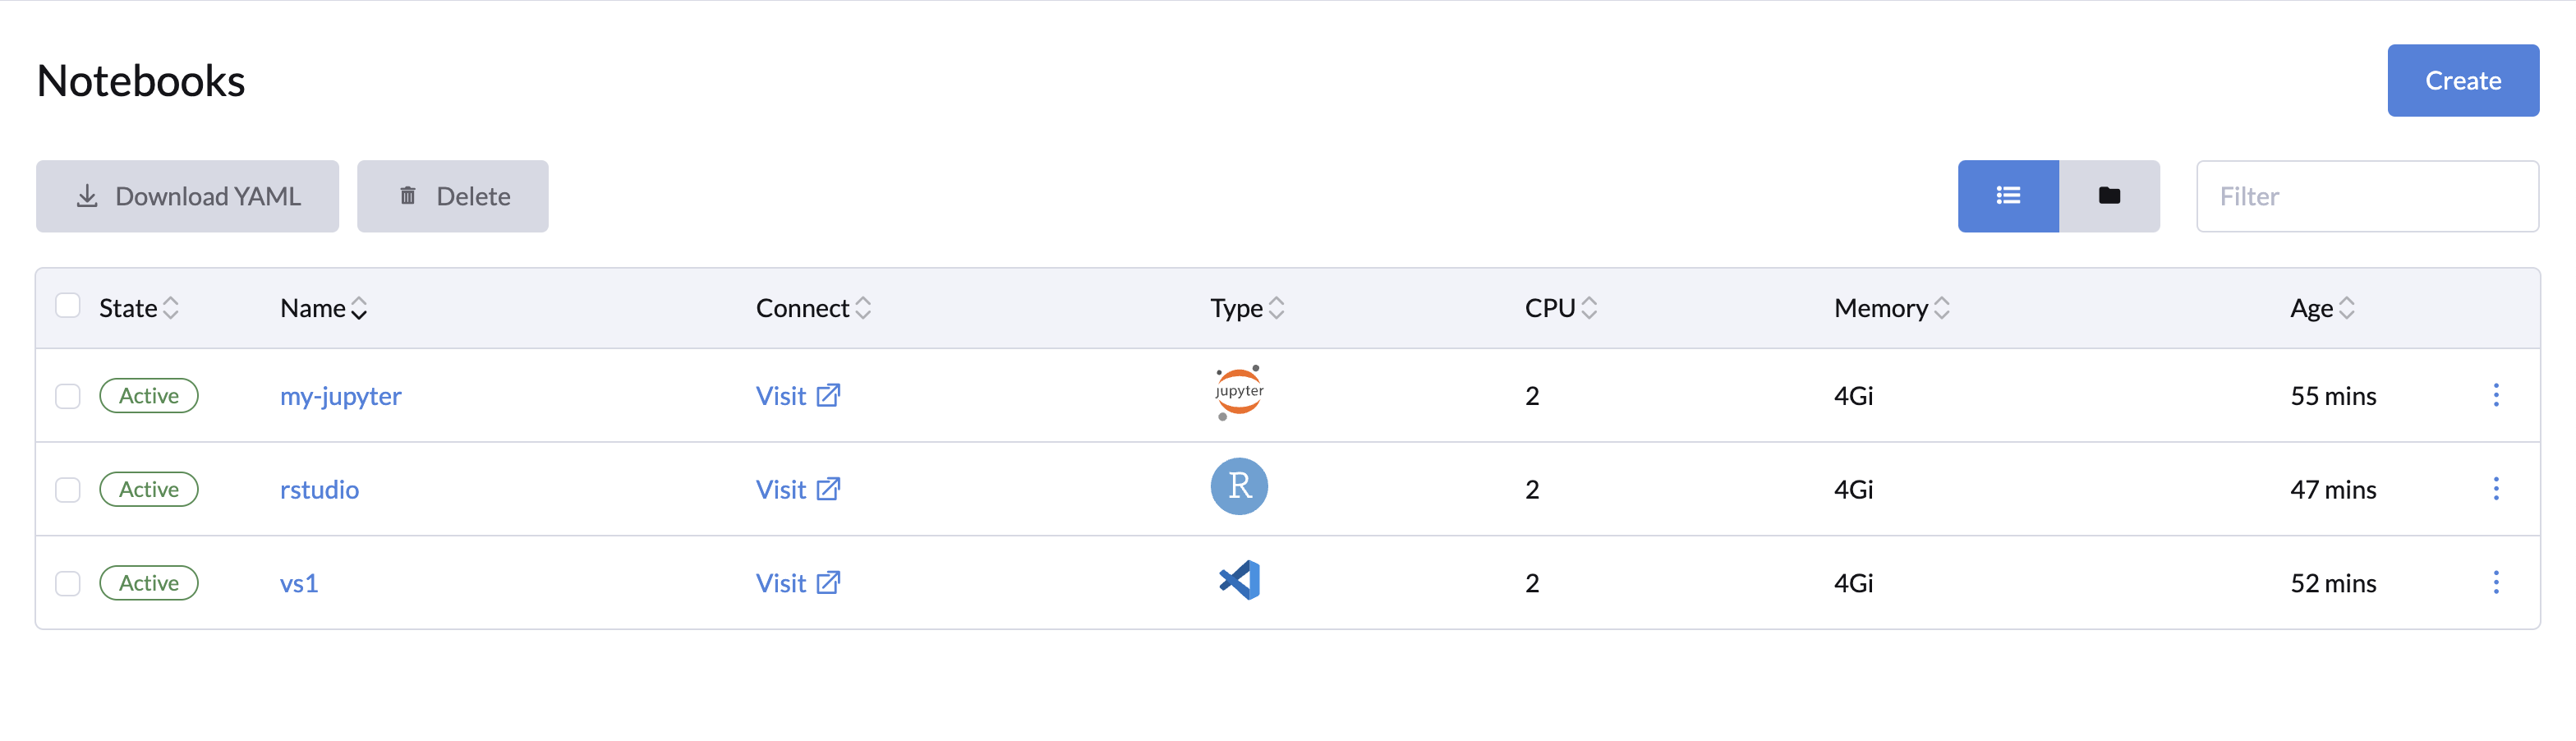 Notebooks
Create
Download YAML Delete Filter
State Name Connect Type CPU Memory Age
Active my-jupyter Visit jupyter 2 4Gi 55 mins
Active rstudio Visit R 2 4Gi 47 mins
Active vs1 Visit 2 4Gi 52 mins